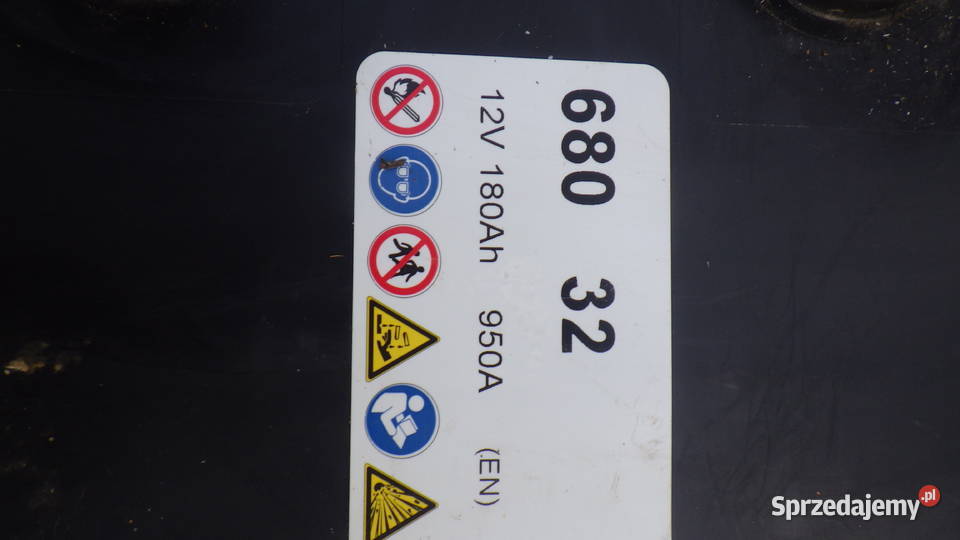 680 32
12V 180Ah 950A (.EN)
Sprzedajemy.pl